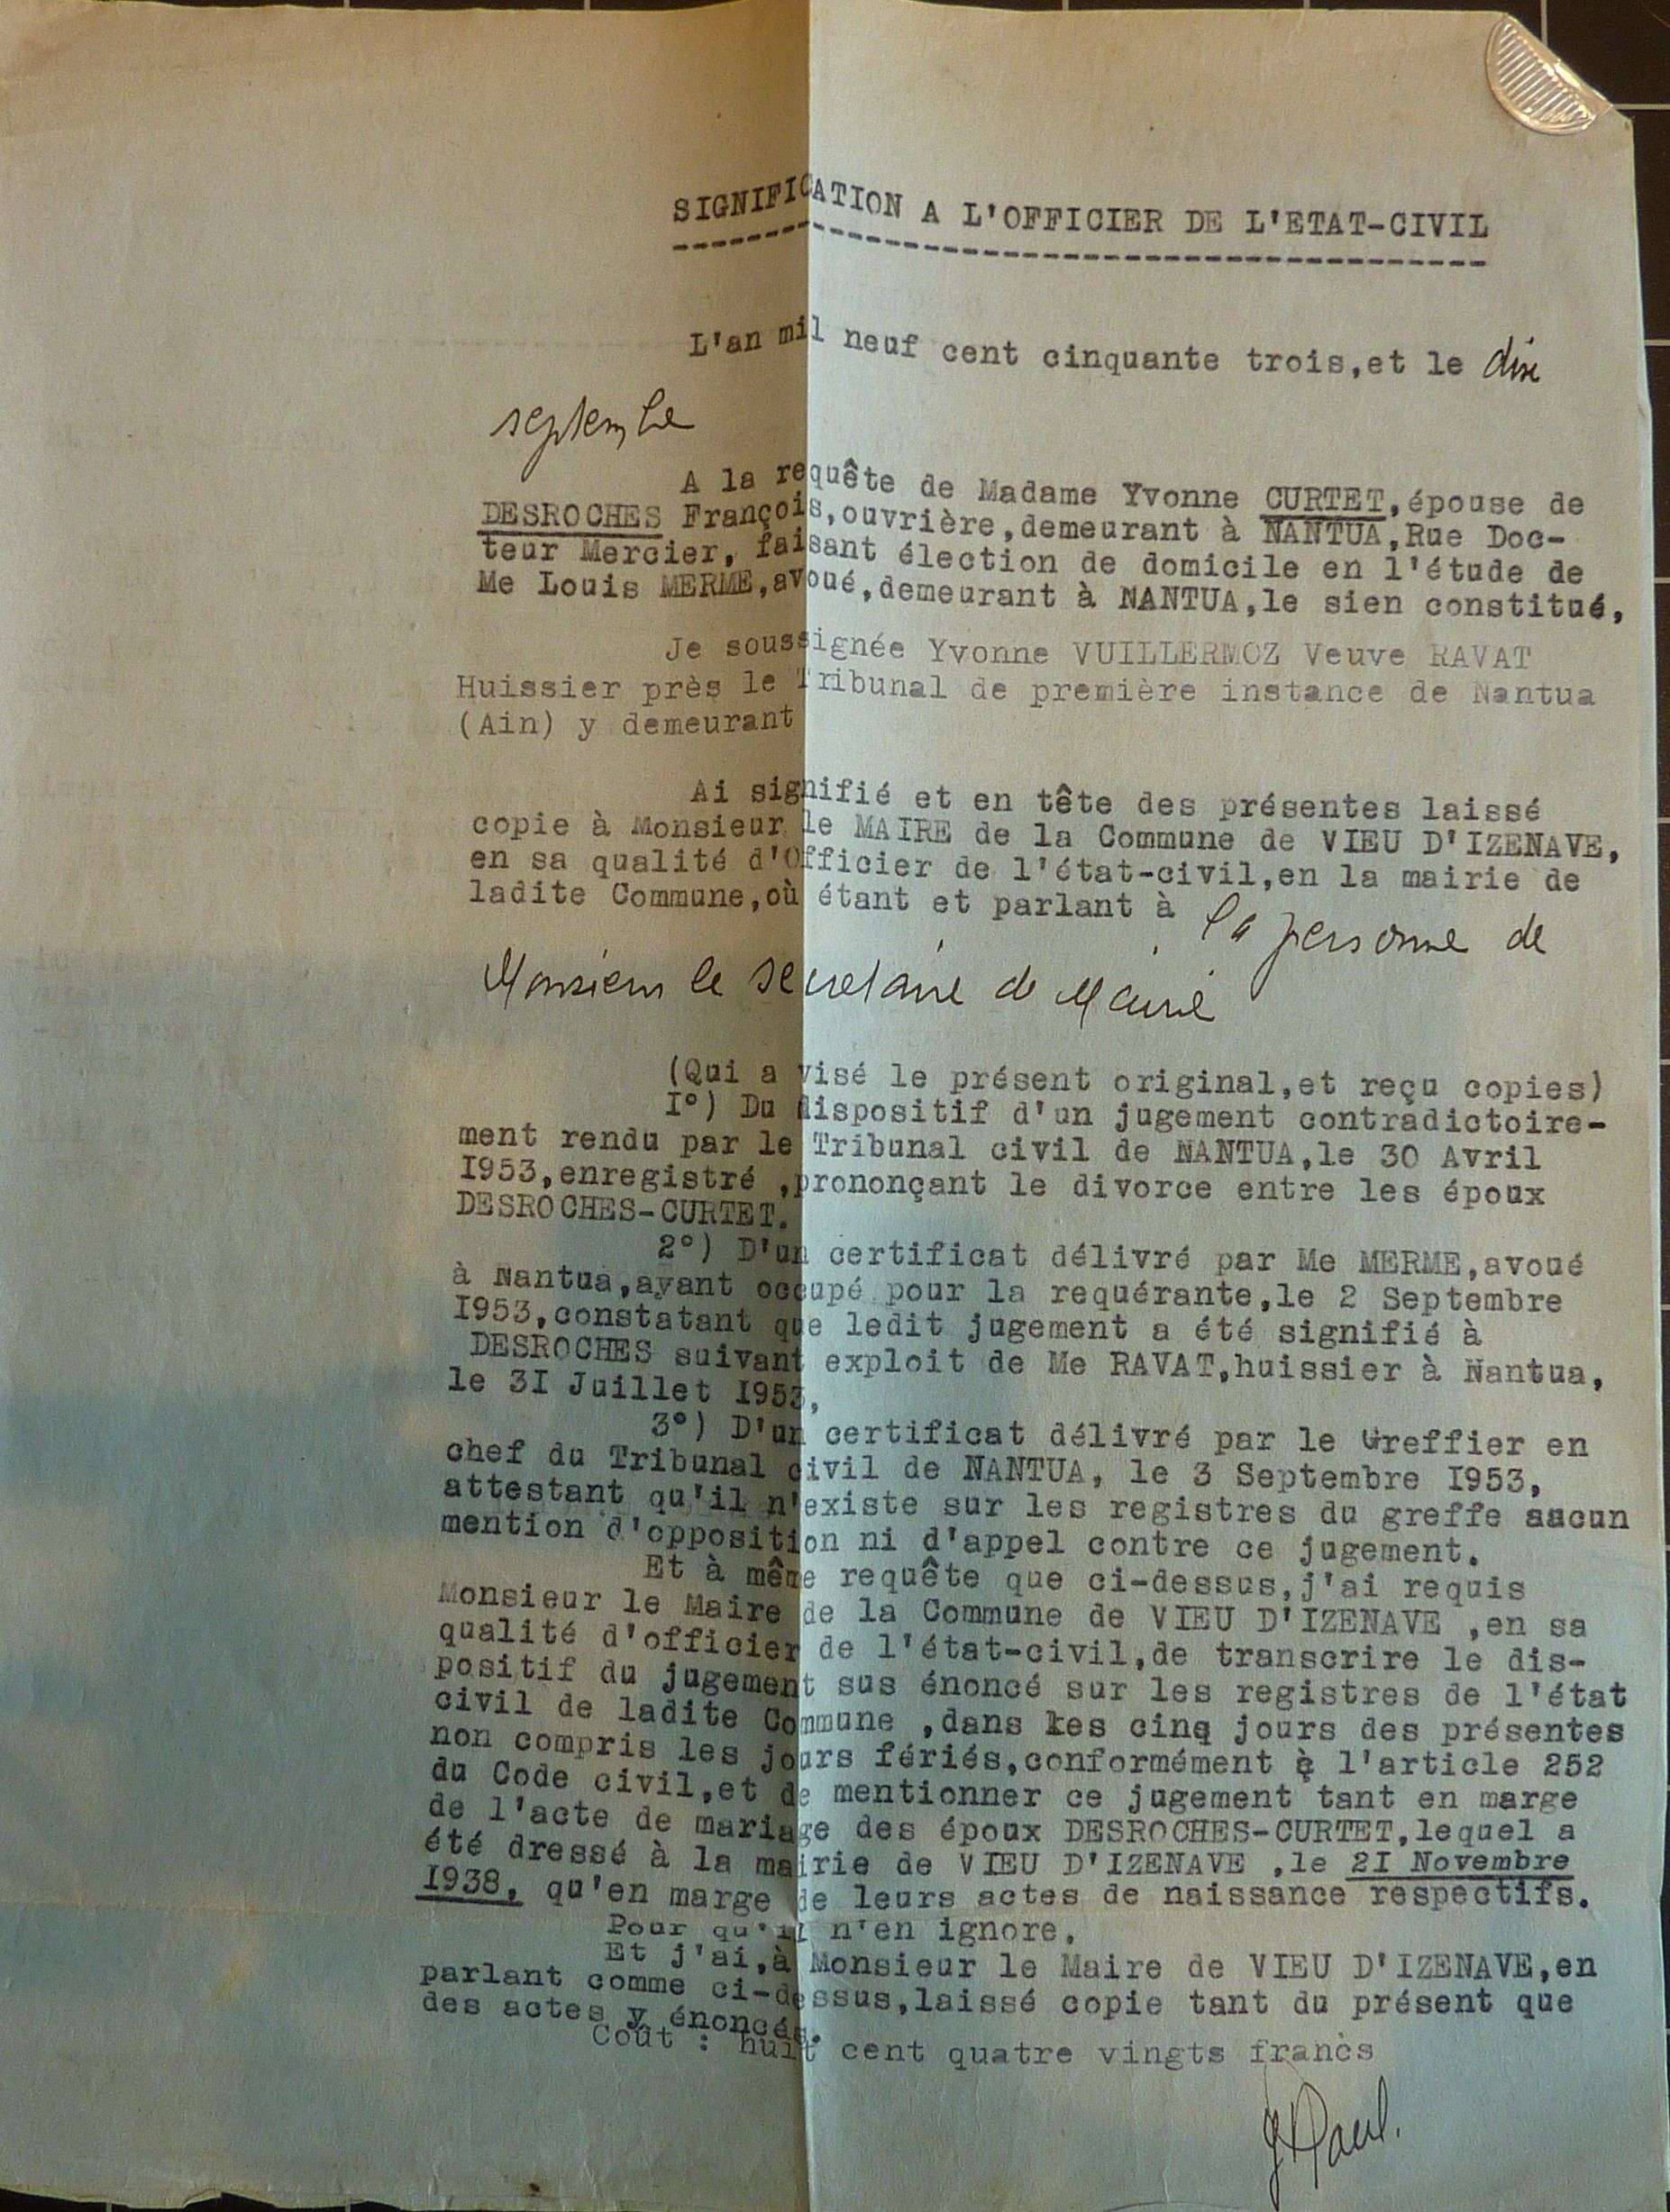 SIGNIFICATION A L'OFFICIER DE L'ETAT-CIVIL
L'an mil neuf cent cinquante trois,et le dix
septembre
A la requête de Madame Yvonne CURTET,épouse de
DESROCHES François,ouvrière,demeurant à NANTUA,Rue Doc-
teur Mercier, faisant élection de domicile en l'étude de
Me Louis MERME,avoué,demeurant à NANTUA,le sien constitué,
Je soussignée Yvonne VUILLERMOZ Veuve RAVAT
Huissier près le Tribunal de première instance de Nantua
(Ain) y demeurant
Ai signifié et en tête des présentes laissé
copie à Monsieur le MAIRE de la Commune de VIEU D'IZENAVE,
en sa qualité d'Officier de l'état-civil,en la mairie de
ladite Commune,où étant et parlant à la personne de
Monsieur le secretaire de Mairie
(Qui a visé le présent original,et reçu copies)
I°) Du dispositif d'un jugement contradictoire-
ment rendu par le Tribunal civil de NANTUA,le 30 Avril
I953,enregistré ,prononçant le divorce entre les époux
DESROCHES-CURTET.
2°) D'un certificat délivré par Me MERME,avoué
à Nantua,ayant occupé pour la requérante,le 2 Septembre
I953,constatant que ledit jugement a été signifié à
DESROCHES suivant exploit de Me RAVAT,huissier à Nantua,
le 3I Juillet I953,
3°) D'un certificat délivré par le Greffier en
chef du Tribunal civil de NANTUA, le 3 Septembre I953,
attestant qu'il n'existe sur les registres du greffe aucun
mention d'opposition ni d'appel contre ce jugement.
Et à même requête que ci-dessus,j'ai requis
Monsieur le Maire de la Commune de VIEU D'IZENAVE ,en sa
qualité d'officier de l'état-civil,de transcrire le dis-
positif du jugement sus énoncé sur les registres de l'état
civil de ladite Commune ,dans les cinq jours des présentes
non compris les jours fériés,conformément à l'article 252
du Code civil,et de mentionner ce jugement tant en marge
de l'acte de mariage des époux DESROCHES-CURTET,lequel a
été dressé à la mairie de VIEU D'IZENAVE ,le 2I Novembre
I938, qu'en marge de leurs actes de naissance respectifs.
Pour qu'il n'en ignore.
Et j'ai,à Monsieur le Maire de VIEU D'IZENAVE,en
parlant comme ci-dessus,laissé copie tant du présent que
des actes y énoncés.
Coût : huit cent quatre vingts francs